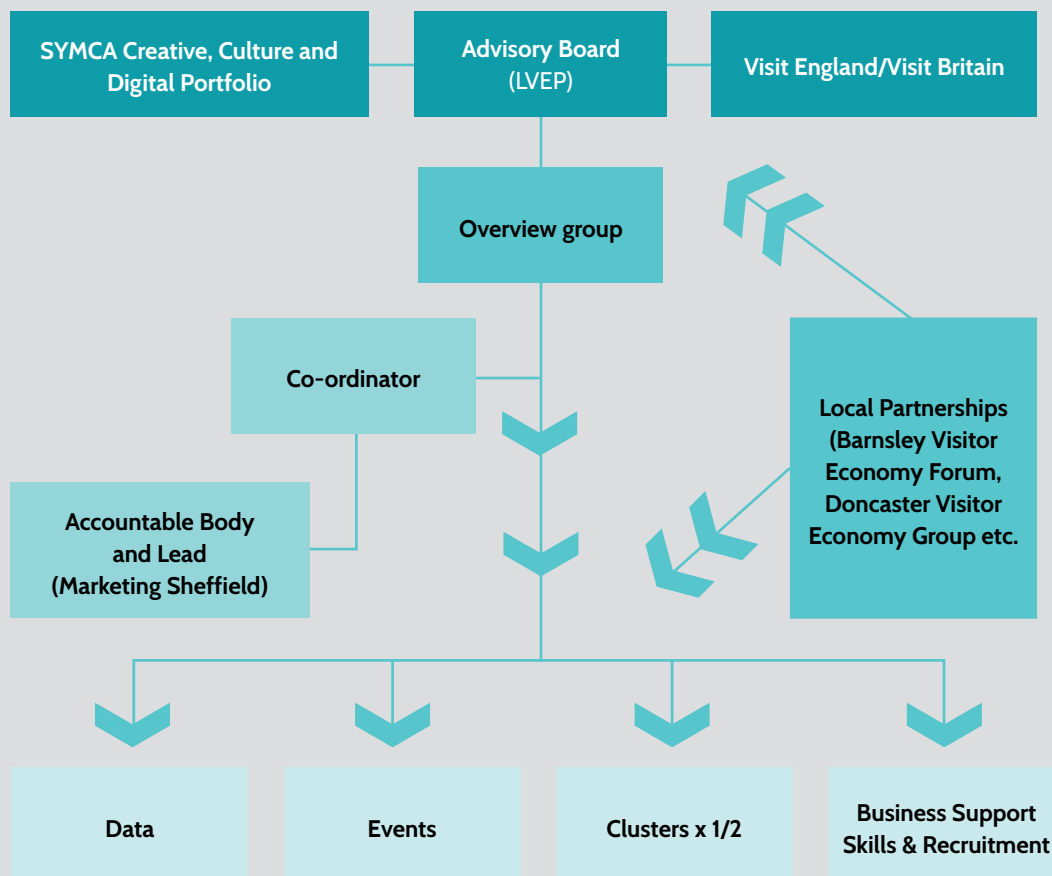 SYMCA Creative, Culture and
Digital Portfolio
Advisory Board
(LVEP)
Visit England/Visit Britain
Overview group
Co-ordinator
Accountable Body
and Lead
(Marketing Sheffield)
Local Partnerships
(Barnsley Visitor
Economy Forum,
Doncaster Visitor
Economy Group etc.
Data
Events
Clusters x 1/2
Business Support
Skills & Recruitment